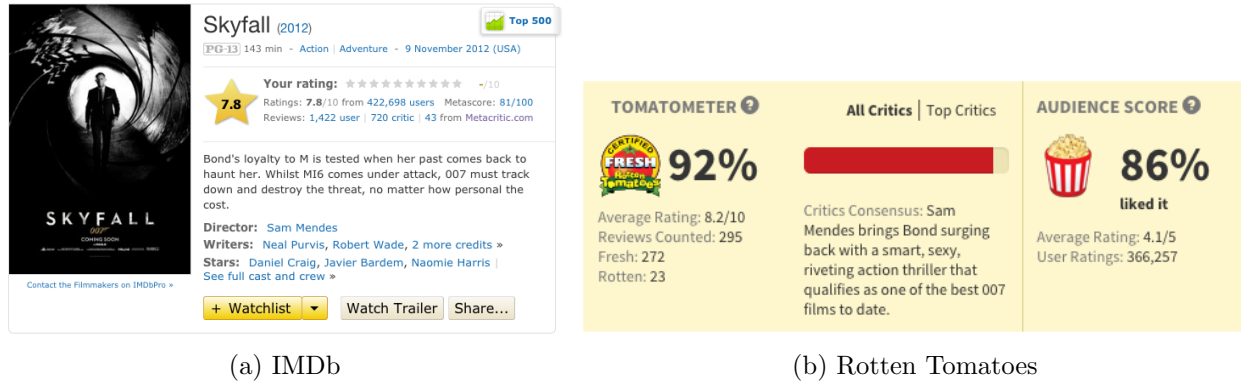 Skyfall (2012)
Top 500
PG-13 143 min - Action | Adventure - 9 November 2012 (USA)
7.8
Your rating: -/10
Ratings: 7.8/10 from 422,698 users Metascore: 81/100
Reviews: 1,422 user | 720 critic | 43 from Metacritic.com
Bond's loyalty to M is tested when her past comes back to
haunt her. Whilst MI6 comes under attack, 007 must track
down and destroy the threat, no matter how personal the
cost.
Director: Sam Mendes
Writers: Neal Purvis, Robert Wade, 2 more credits »
Stars: Daniel Craig, Javier Bardem, Naomie Harris |
See full cast and crew »
+ Watchlist
Watch Trailer
Share...
SKYFALL
007
COMING SOON
Contact the Filmmakers on IMDbPro »
(a) IMDb
TOMATOMETER ?
CERTIFIED
FRESH
Rotten
Tomatoes
92%
Average Rating: 8.2/10
Reviews Counted: 295
Fresh: 272
Rotten: 23
All Critics | Top Critics
Critics Consensus: Sam
Mendes brings Bond surging
back with a smart, sexy,
riveting action thriller that
qualifies as one of the best 007
films to date.
AUDIENCE SCORE ?
86%
liked it
Average Rating: 4.1/5
User Ratings: 366,257
(b) Rotten Tomatoes